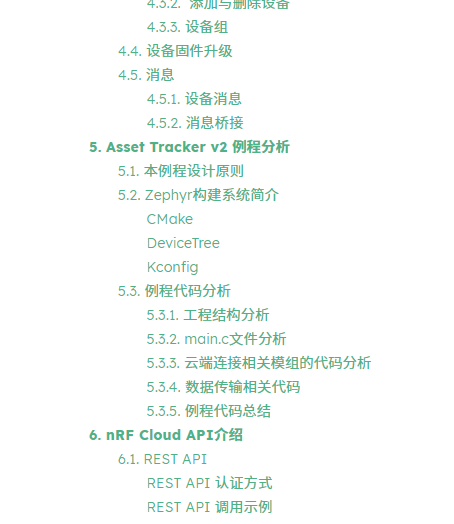 4.3.2. 添加与删除设备
4.3.3. 设备组
4.4. 设备固件升级
4.5. 消息
4.5.1. 设备消息
4.5.2. 消息桥接
5. Asset Tracker v2 例程分析
5.1. 本例程设计原则
5.2. Zephyr构建系统简介
CMake
DeviceTree
Kconfig
5.3. 例程代码分析
5.3.1. 工程结构分析
5.3.2. main.c文件分析
5.3.3. 云端连接相关模组的代码分析
5.3.4. 数据传输相关代码
5.3.5. 例程代码总结
6. nRF Cloud API介绍
6.1. REST API
REST API 认证方式
REST API 调用示例